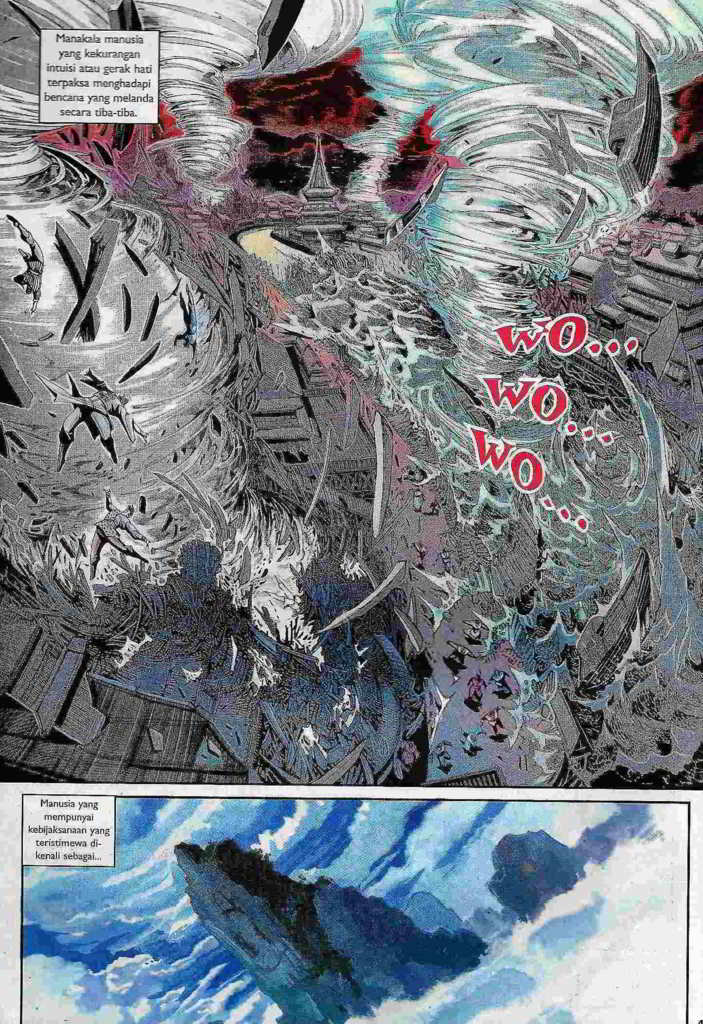 Manakala manusia
yang kekurangan
intuisi atau gerak hati
terpaksa menghadapi
bencana yang melanda
secara tiba-tiba.
WO...
WO...
WO...
Manusia yang
mempunyai
kebijaksanaan yang
teristimewa di-
kenali sebagai...